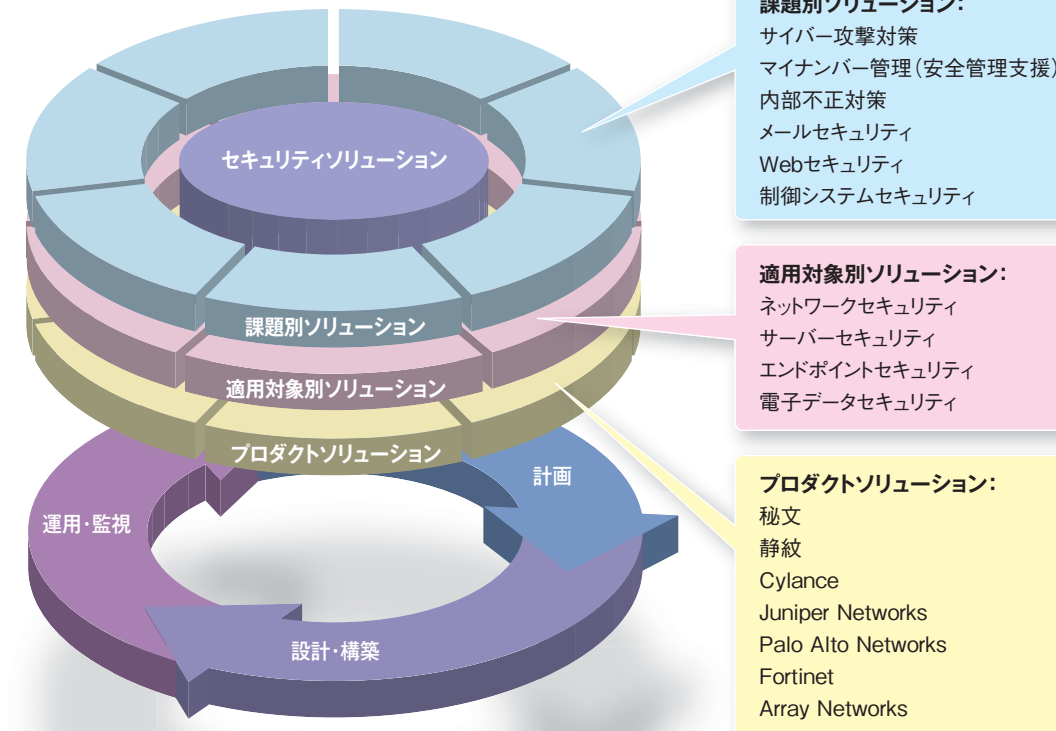 セキュリティソリューション
課題別ソリューション
適用対象別ソリューション
プロダクトソリューション
計画
運用・監視
設計・構築
課題別ソリューション：
サイバー攻撃対策
マイナンバー管理（安全管理支援）
内部不正対策
メールセキュリティ
Webセキュリティ
制御システムセキュリティ
適用対象別ソリューション：
ネットワークセキュリティ
サーバーセキュリティ
エンドポイントセキュリティ
電子データセキュリティ
プロダクトソリューション：
秘文
静紋
Cylance
Juniper Networks
Palo Alto Networks
Fortinet
Array Networks